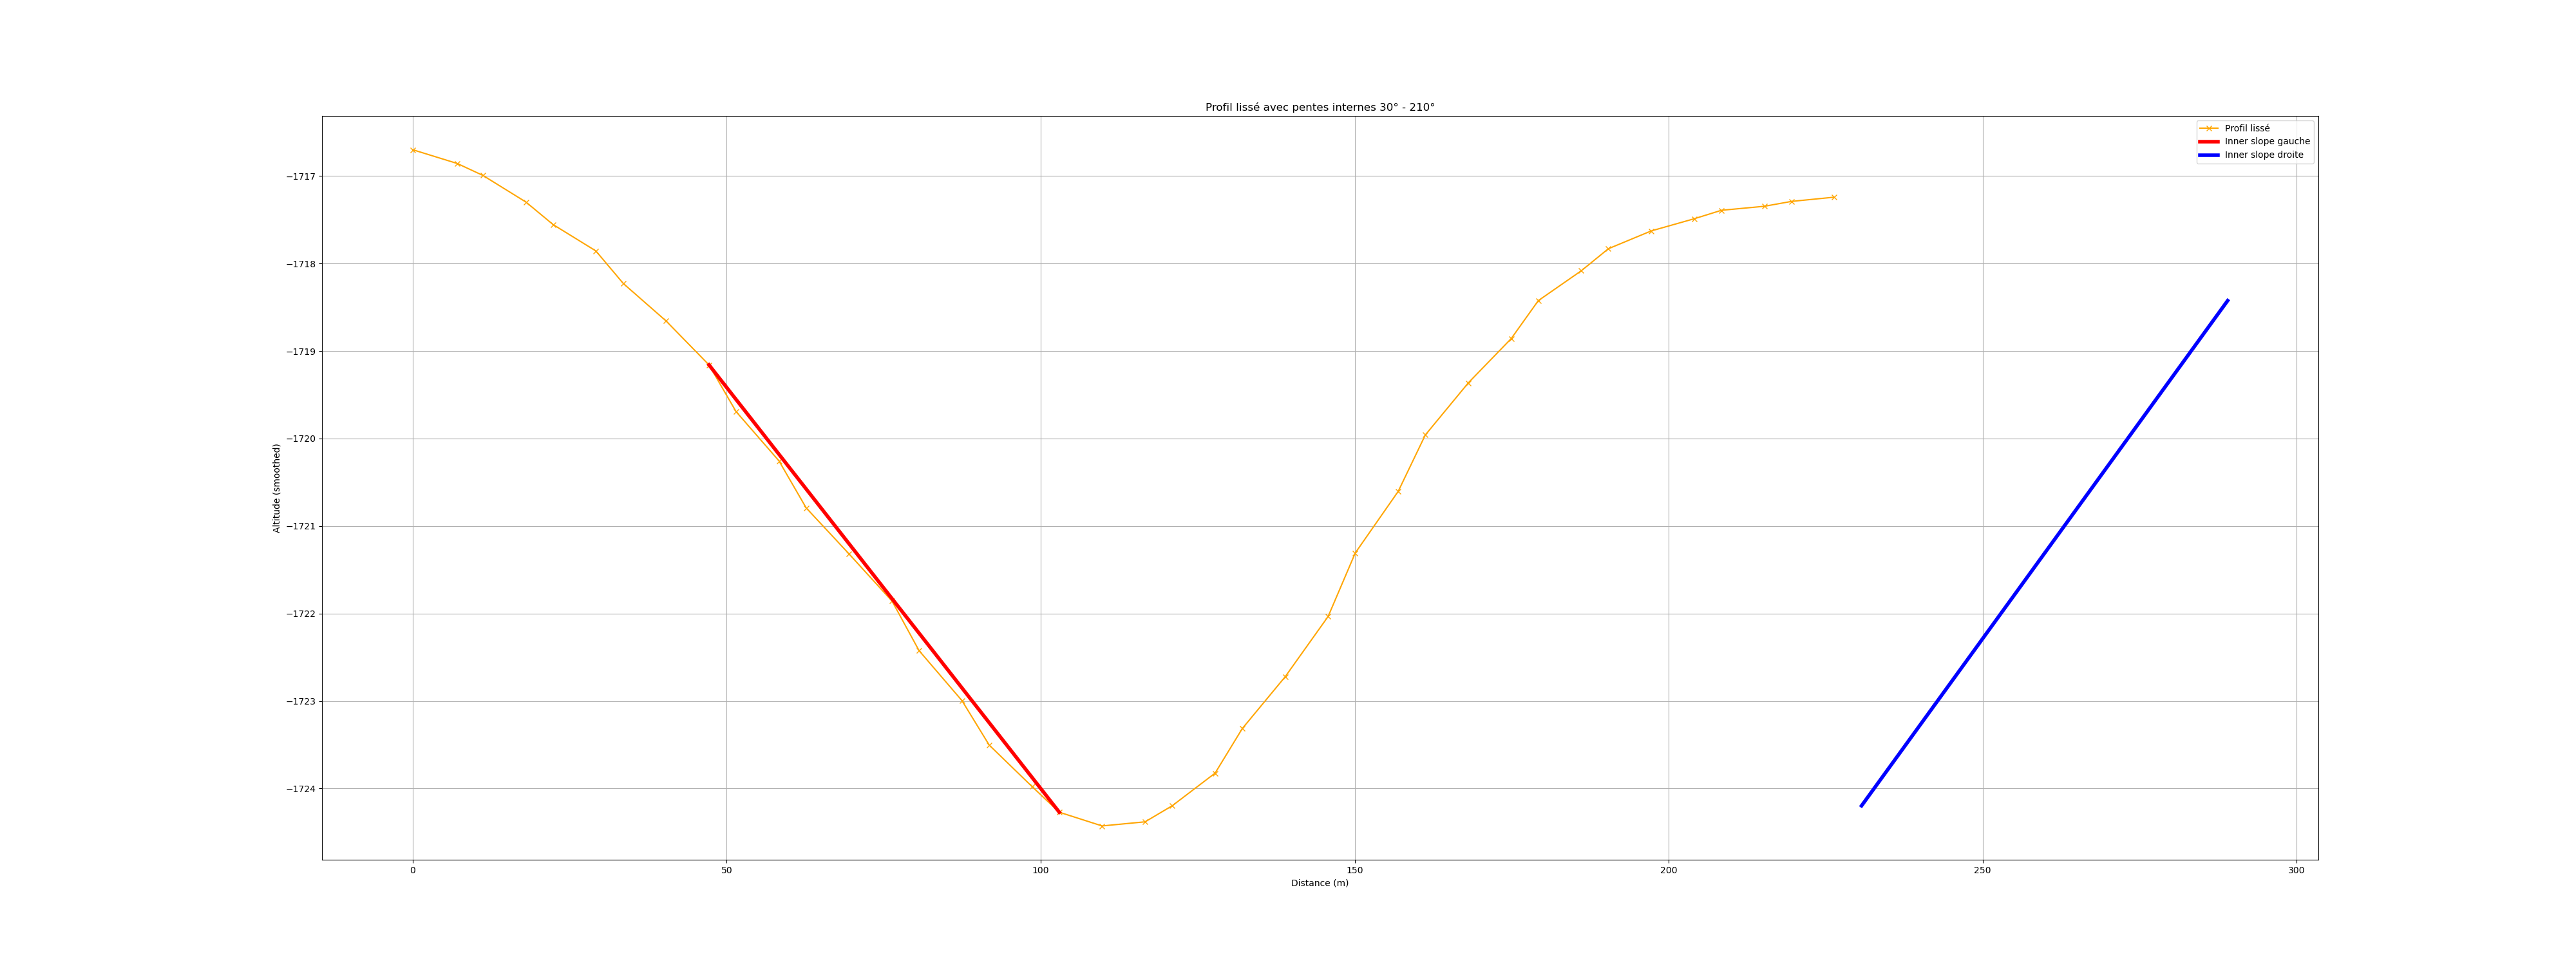 Profil lissé avec pentes internes 30° - 210°
Profil lissé
Inner slope gauche
Inner slope droite
−1717
−1718
−1719
−1720
−1721
−1722
−1723
−1724
Altitude (smoothed)
0
50
100
150
200
250
300
Distance (m)